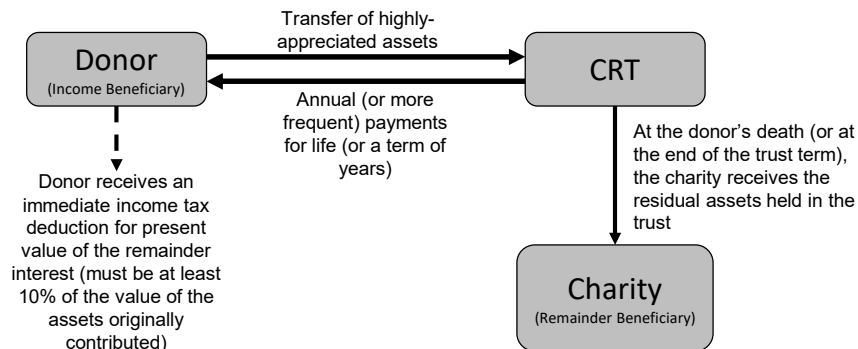 Transfer of highly-
appreciated assets
Donor
(Income Beneficiary)
CRT
Annual (or more
frequent) payments
for life (or a term of
years)
At the donor’s death (or at
the end of the trust term),
the charity receives the
residual assets held in the
trust
Donor receives an
immediate income tax
deduction for present
value of the remainder
interest (must be at least
10% of the value of the
assets originally
contributed)
Charity
(Remainder Beneficiary)